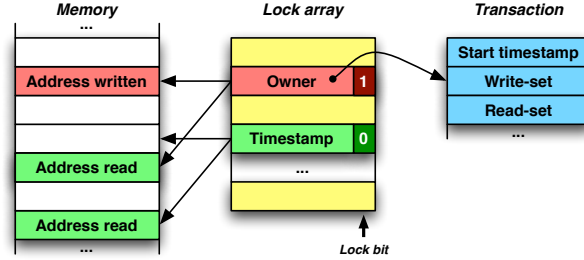 Memory
Lock array
Transaction
...
Start timestamp
Address written
Owner
1
Write-set
Read-set
Timestamp
0
...
Address read
...
Address read
...
Lock bit